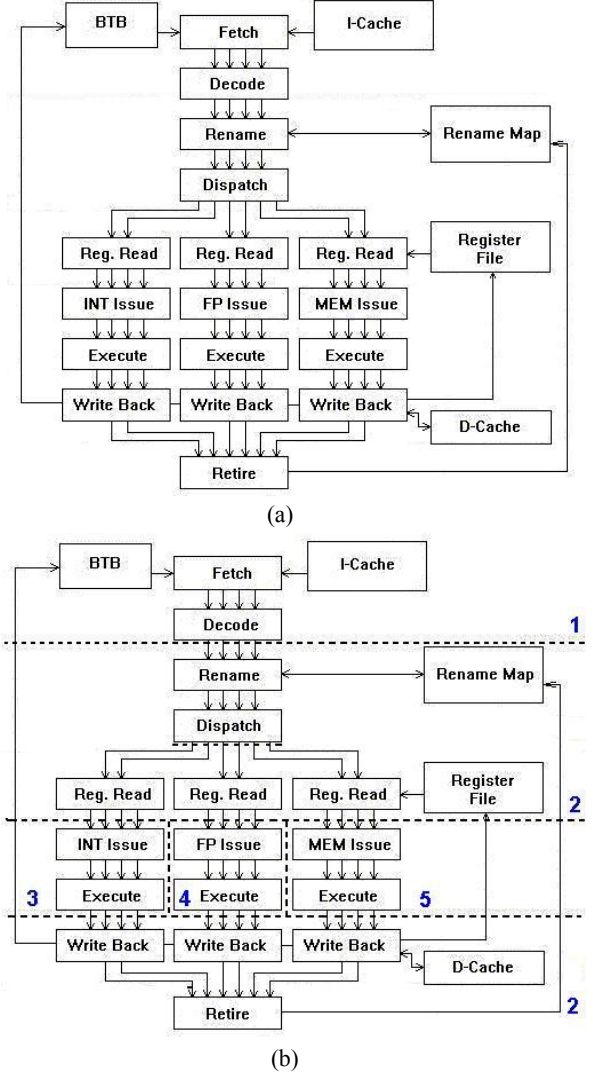 BTB
Fetch
I-Cache
Decode
Rename
Rename Map
Dispatch
Reg. Read
Reg. Read
Reg. Read
Register
File
INT Issue
FP Issue
MEM Issue
Execute
Execute
Execute
Write Back
Write Back
Write Back
D-Cache
Retire
(a)
BTB
Fetch
I-Cache
Decode
1
Rename
Rename Map
Dispatch
Reg. Read
Reg. Read
Reg. Read
Register
File
2
INT Issue
FP Issue
MEM Issue
3
Execute
4
Execute
Execute
5
Write Back
Write Back
Write Back
D-Cache
Retire
2
(b)